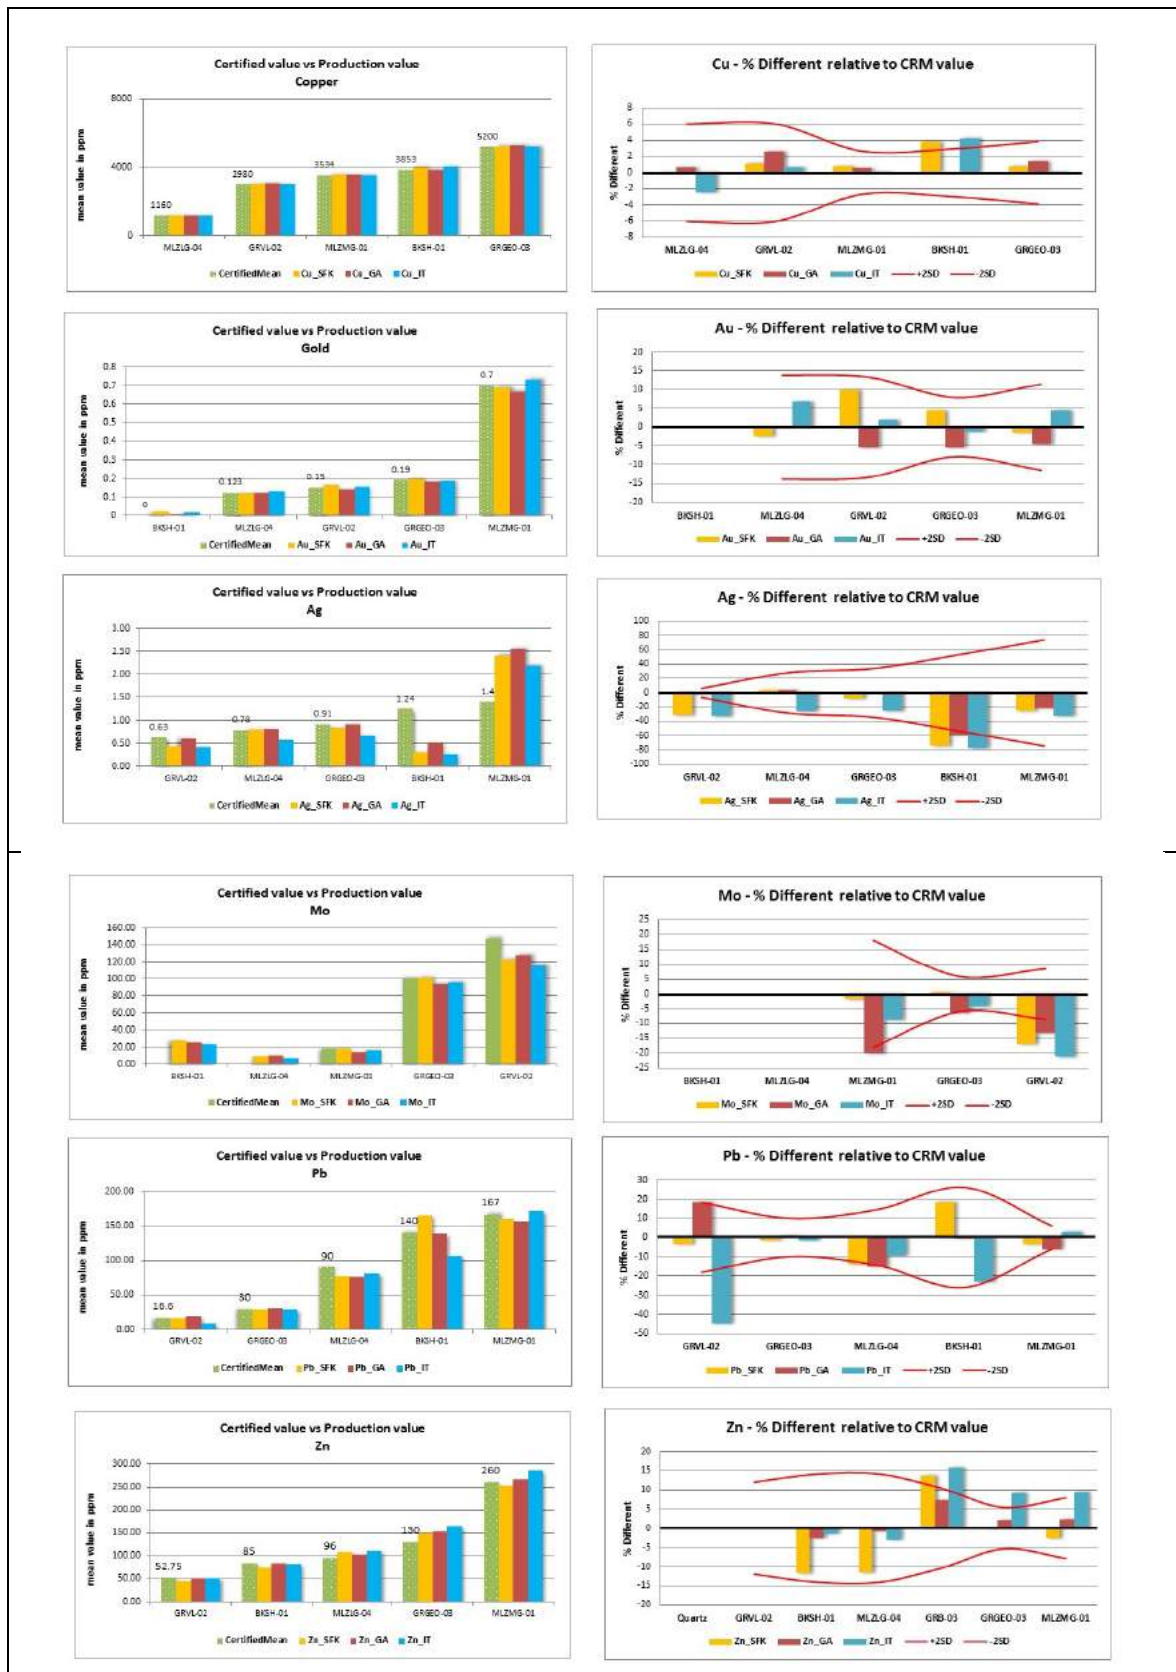 Certified value vs Production value
Copper
mean value in ppm
8000
4000
0
1160
2980
3534
3853
5200
MLZLG-04 GRVL-02 MLZMG-01 BKSH-01 GRGEO-03
CertifiedMean Cu_SFK Cu_GA Cu_IT
Cu - % Different relative to CRM value
% Different
8
6
4
2
0
-2
-4
-6
-8
MLZLG-04 GRVL-02 MLZMG-01 BKSH-01 GRGEO-03
Cu_SFK Cu_GA Cu_IT +2SD -2SD
Certified value vs Production value
Gold
mean value in ppm
0.8
0.7
0.6
0.5
0.4
0.3
0.2
0.1
0
0
0.123
0.15
0.19
0.7
BKSH-01 MLZLG-04 GRVL-02 GRGEO-03 MLZMG-01
CertifiedMean Au_SFK Au_GA Au_IT
Au - % Different relative to CRM value
% Different
20
15
10
5
0
-5
-10
-15
-20
BKSH-01 MLZLG-04 GRVL-02 GRGEO-03 MLZMG-01
Au_SFK Au_GA Au_IT +2SD -2SD
Certified value vs Production value
Ag
mean value in ppm
3.00
2.50
2.00
1.50
1.00
0.50
0.00
0.63
0.78
0.91
1.24
1.4
GRVL-02 MLZLG-04 GRGEO-03 BKSH-01 MLZMG-01
CertifiedMean Ag_SFK Ag_GA Ag_IT
Ag - % Different relative to CRM value
% Different
100
80
60
40
20
0
-20
-40
-60
-80
-100
GRVL-02 MLZLG-04 GRGEO-03 BKSH-01 MLZMG-01
Ag_SFK Ag_GA Ag_IT +2SD -2SD
Certified value vs Production value
Mo
mean value in ppm
160.00
140.00
120.00
100.00
80.00
60.00
40.00
20.00
0.00
BKSH-01 MLZLG-04 MLZMG-01 GRGEO-03 GRVL-02
CertifiedMean Mo_SFK Mo_GA Mo_IT
Mo - % Different relative to CRM value
% Different
25
20
15
10
5
0
-5
-10
-15
-20
-25
BKSH-01 MLZLG-04 MLZMG-01 GRGEO-03 GRVL-02
Mo_SFK Mo_GA Mo_IT +2SD -2SD
Certified value vs Production value
Pb
mean value in ppm
200.00
150.00
100.00
50.00
0.00
16.6
30
90
140
167
GRVL-02 GRGEO-03 MLZLG-04 BKSH-01 MLZMG-01
CertifiedMean Pb_SFK Pb_GA Pb_IT
Pb - % Different relative to CRM value
% Different
30
20
10
0
-10
-20
-30
-40
-50
GRVL-02 GRGEO-03 MLZLG-04 BKSH-01 MLZMG-01
Pb_SFK Pb_GA Pb_IT +2SD -2SD
Certified value vs Production value
Zn
mean value in ppm
300.00
250.00
200.00
150.00
100.00
50.00
0.00
52.75
85
96
130
260
GRVL-02 BKSH-01 MLZLG-04 GRGEO-03 MLZMG-01
CertifiedMean Zn_SFK Zn_GA Zn_IT
Zn - % Different relative to CRM value
% Different
20
15
10
5
0
-5
-10
-15
-20
Quartz GRVL-02 BKSH-01 MLZLG-04 GRB-03 GRGEO-03 MLZMG-01
Zn_SFK Zn_GA Zn_IT +2SD -2SD